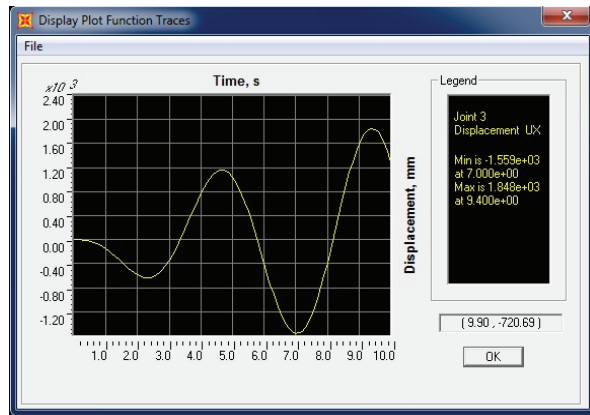 Display Plot Function Traces
File
x10 3
Time, s
2.40
2.00
1.60
1.20
0.80
0.40
0.00
-0.40
-0.80
-1.20
1.0 2.0 3.0 4.0 5.0 6.0 7.0 8.0 9.0 10.0
Displacement, mm
Legend
Joint 3
Displacement UX
Min is -1.559e+03
at 7.000e+00
Max is 1.848e+03
at 9.400e+00
( 9.90 , -720.69 )
OK